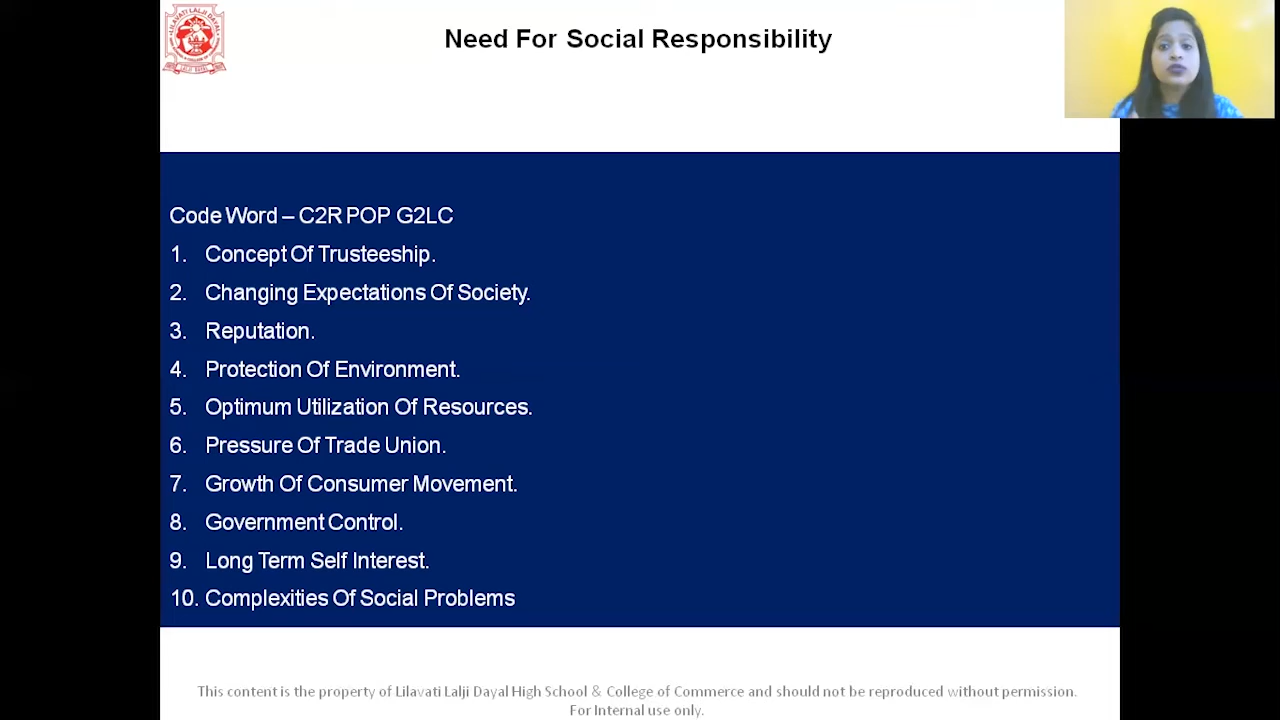 LILAVATI LALJI DAYAL
Need For Social Responsibility
Code Word – C2R POP G2LC
1. Concept Of Trusteeship.
2. Changing Expectations Of Society.
3. Reputation.
4. Protection Of Environment.
5. Optimum Utilization Of Resources.
6. Pressure Of Trade Union.
7. Growth Of Consumer Movement.
8. Government Control.
9. Long Term Self Interest.
10. Complexities Of Social Problems
This content is the property of Lilavati Lalji Dayal High School & College of Commerce and should not be reproduced without permission.
For Internal use only.